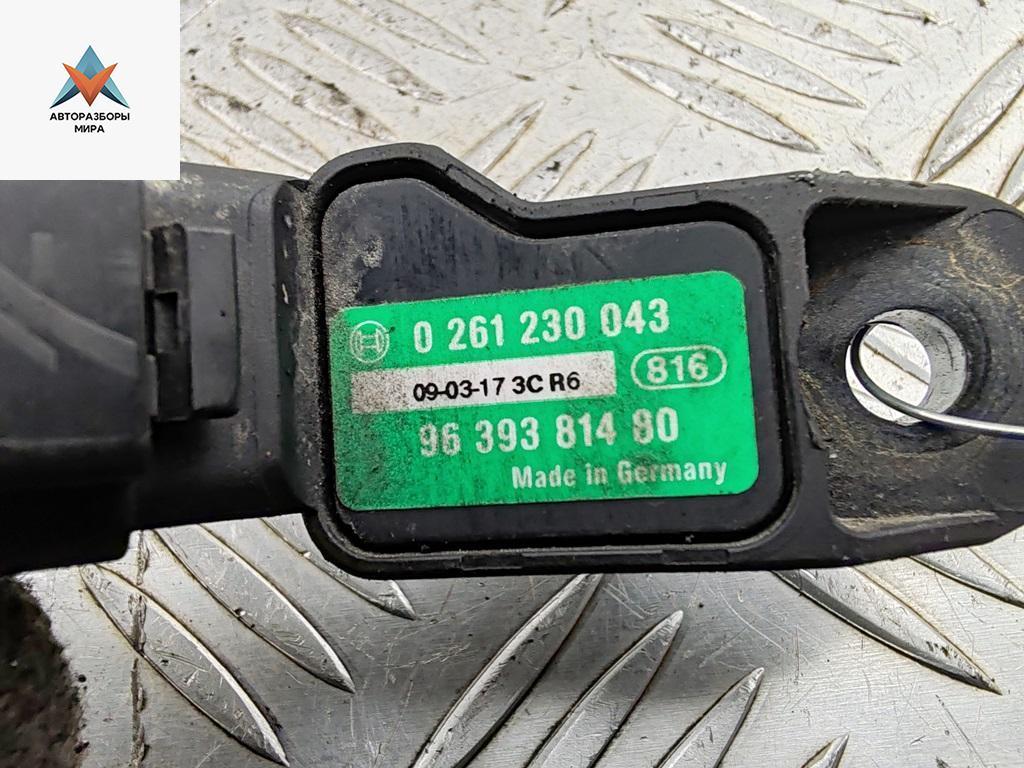 АВТОРАЗБОРЫ
МИРА
0 261 230 043
09-03-17 3C R6
816
96 393 814 80
Made in Germany